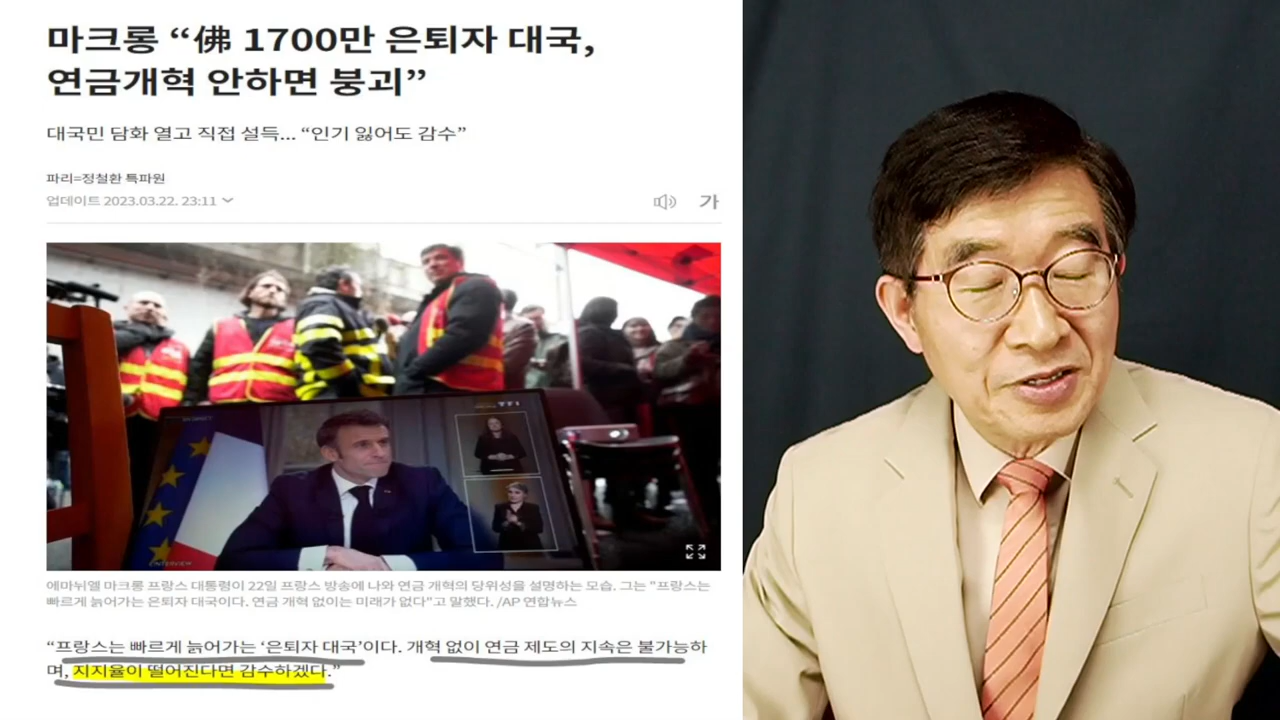 마크롱 “佛 1700만 은퇴자 대국,
연금개혁 안하면 붕괴”
대국민 담화 열고 직접 설득... “인기 잃어도 감수”
파리=정철환 특파원
업데이트 2023.03.22. 23:11
가
TF1
에마뉘엘 마크롱 프랑스 대통령이 22일 프랑스 방송에 나와 연금 개혁의 당위성을 설명하는 모습. 그는 “프랑스는
빠르게 늙어가는 은퇴자 대국이다. 연금 개혁 없이는 미래가 없다”고 말했다. /AP 연합뉴스
“프랑스는 빠르게 늙어가는 ‘은퇴자 대국’이다. 개혁 없이 연금 제도의 지속은 불가능하
며, 지지율이 떨어진다면 감수하겠다.”